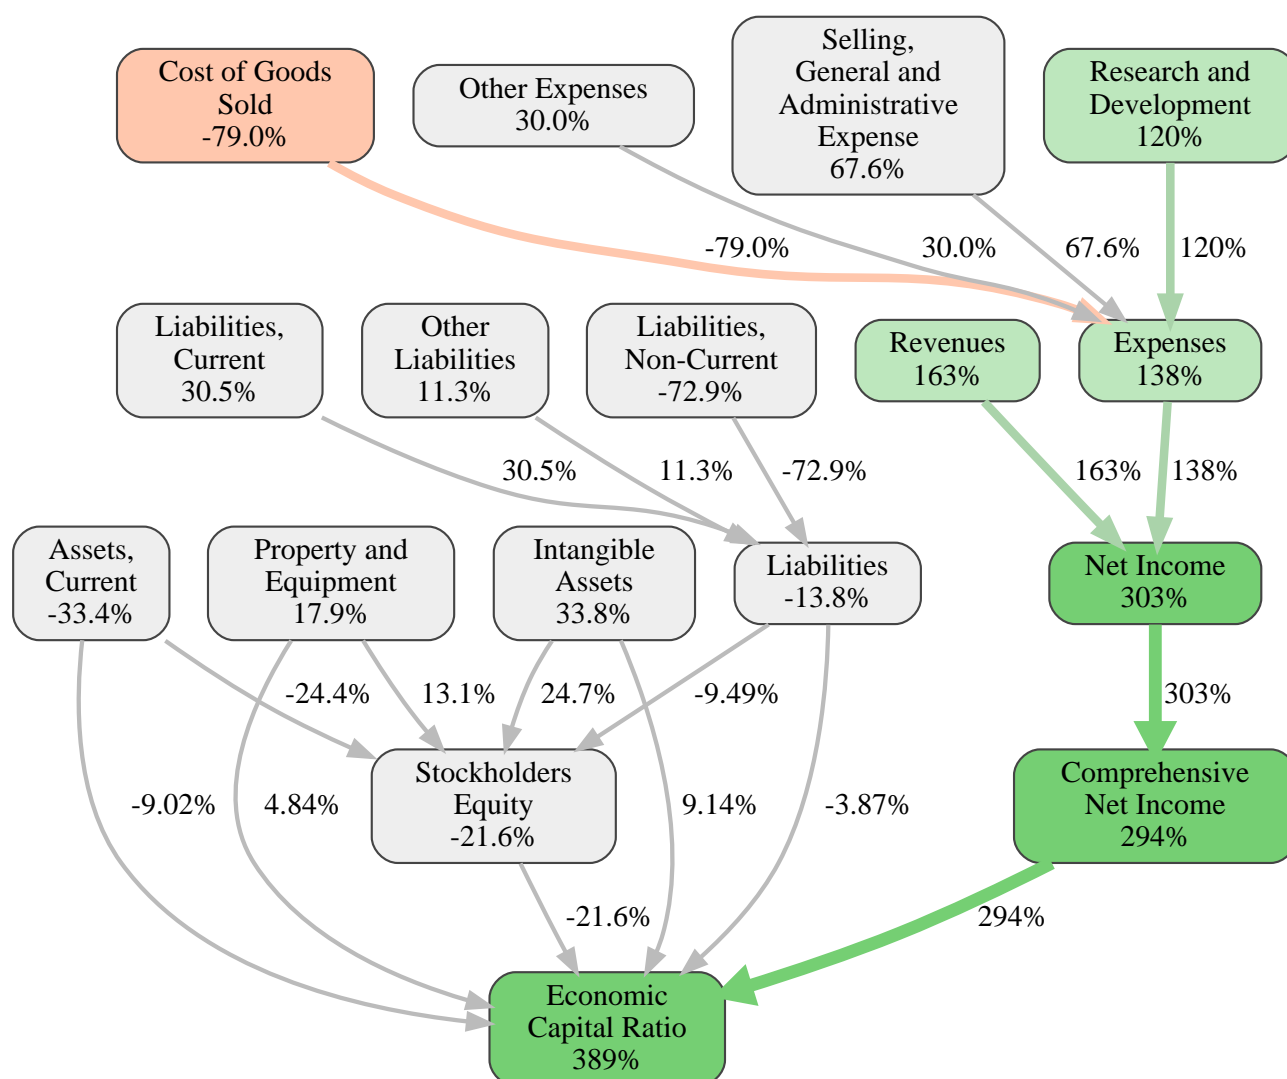 Cost of Goods
Sold
-79.0%
Other Expenses
30.0%
Selling,
General and
Administrative
Expense
67.6%
Research and
Development
120%
-79.0%
30.0%
67.6%
120%
Liabilities,
Current
30.5%
Other
Liabilities
11.3%
Liabilities,
Non-Current
-72.9%
Revenues
163%
Expenses
138%
30.5%
11.3%
-72.9%
163%
138%
Assets,
Current
-33.4%
Property and
Equipment
17.9%
Intangible
Assets
33.8%
Liabilities
-13.8%
Net Income
303%
-24.4%
13.1%
24.7%
-9.49%
303%
Stockholders
Equity
-21.6%
Comprehensive
Net Income
294%
-9.02%
4.84%
9.14%
-3.87%
-21.6%
294%
Economic
Capital Ratio
389%